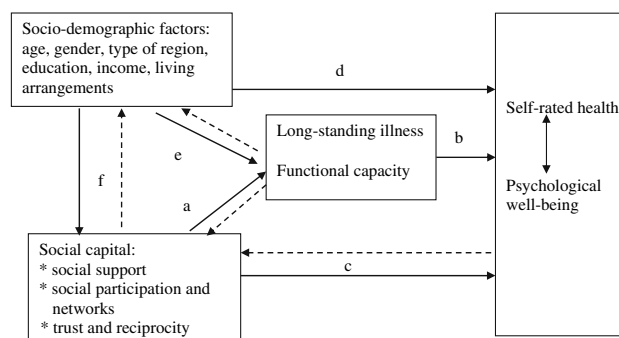 Socio-demographic factors:
age, gender, type of region,
education, income, living
arrangements
d
Self-rated health
Psychological
well-being
Long-standing illness
Functional capacity
b
e
f
a
c
Social capital:
* social support
* social participation and
networks
* trust and reciprocity